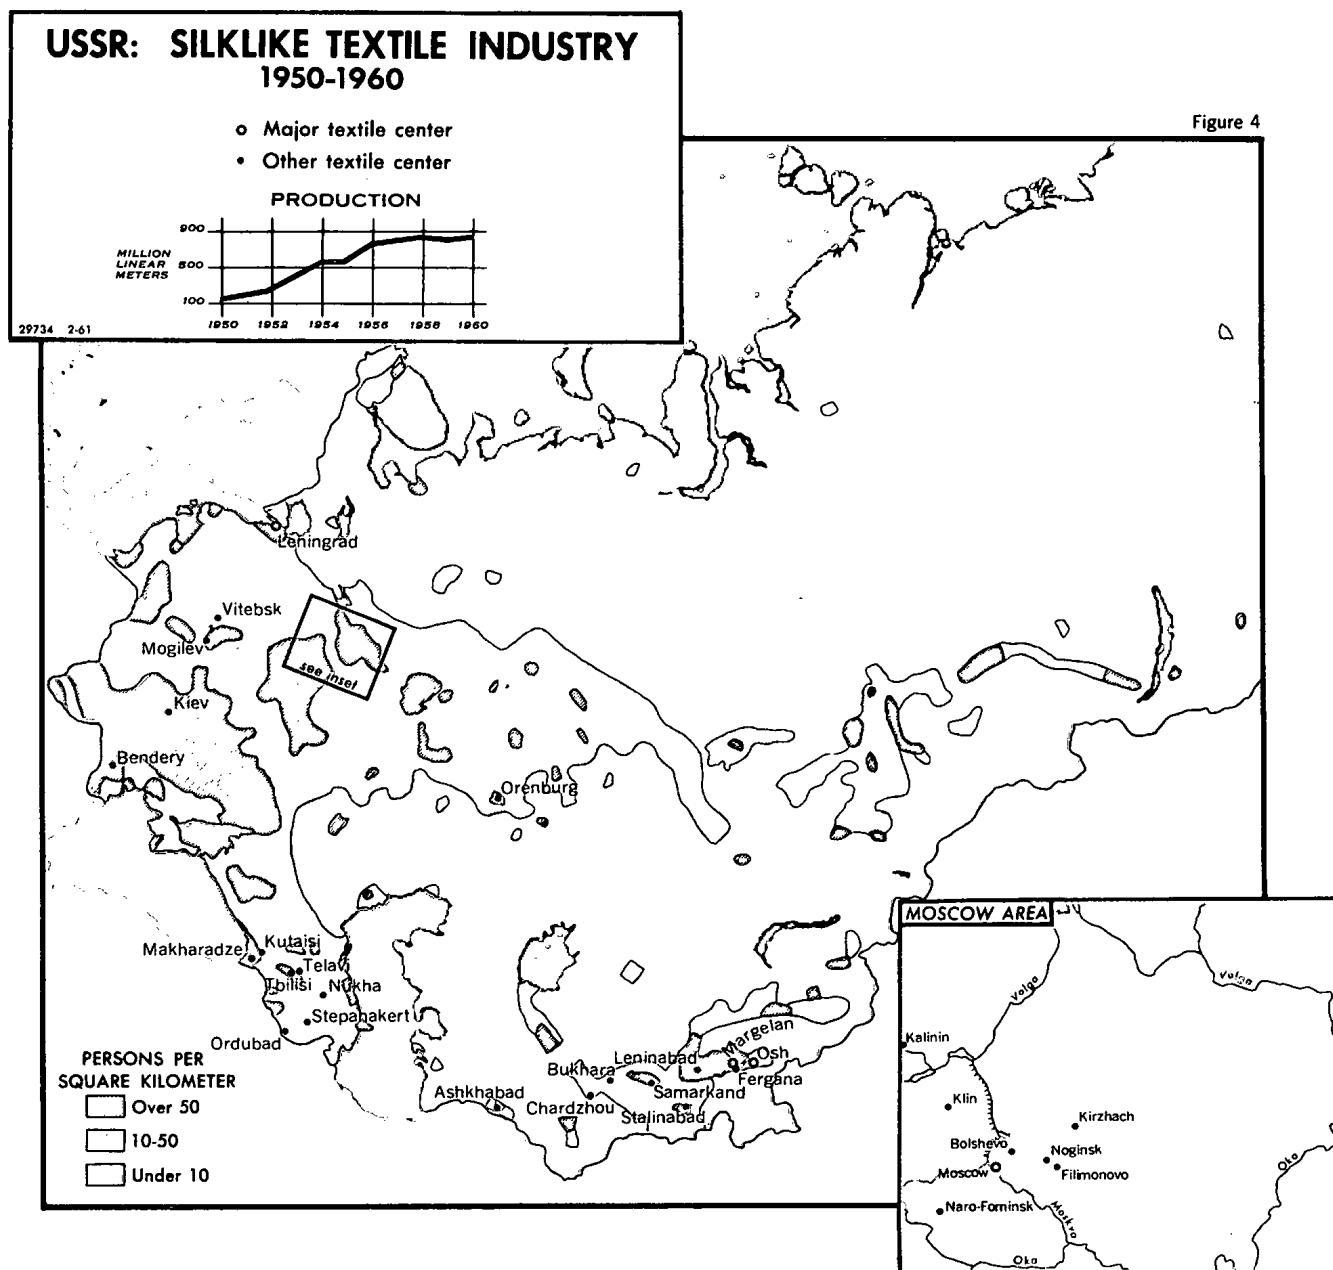 USSR: SILKLIKE TEXTILE INDUSTRY
1950-1960
Major textile center
Other textile center
PRODUCTION
MILLION
LINEAR
METERS
900
500
100
1950 1952 1954 1956 1958 1960
29734 2-61
Figure 4
Leningrad
Vitebsk
Mogilev
see inset
Kiev
Bendery
Orenburg
Makharadze
Kutaisi
Telavi
Tbilisi
Nukha
Stepanakert
Ordubad
PERSONS PER
SQUARE KILOMETER
Over 50
10-50
Under 10
Ashkhabad
Bukhara
Chardzhou
Leninabad
Samarkand
Stalinabad
Margelan
Osh
Fergana
MOSCOW AREA
Volga
Volga
Kalinin
Klin
Kirzhach
Bolshevo
Noginsk
Moscow
Filimonovo
Oka
Naro-Fominsk
Moskva
Oka